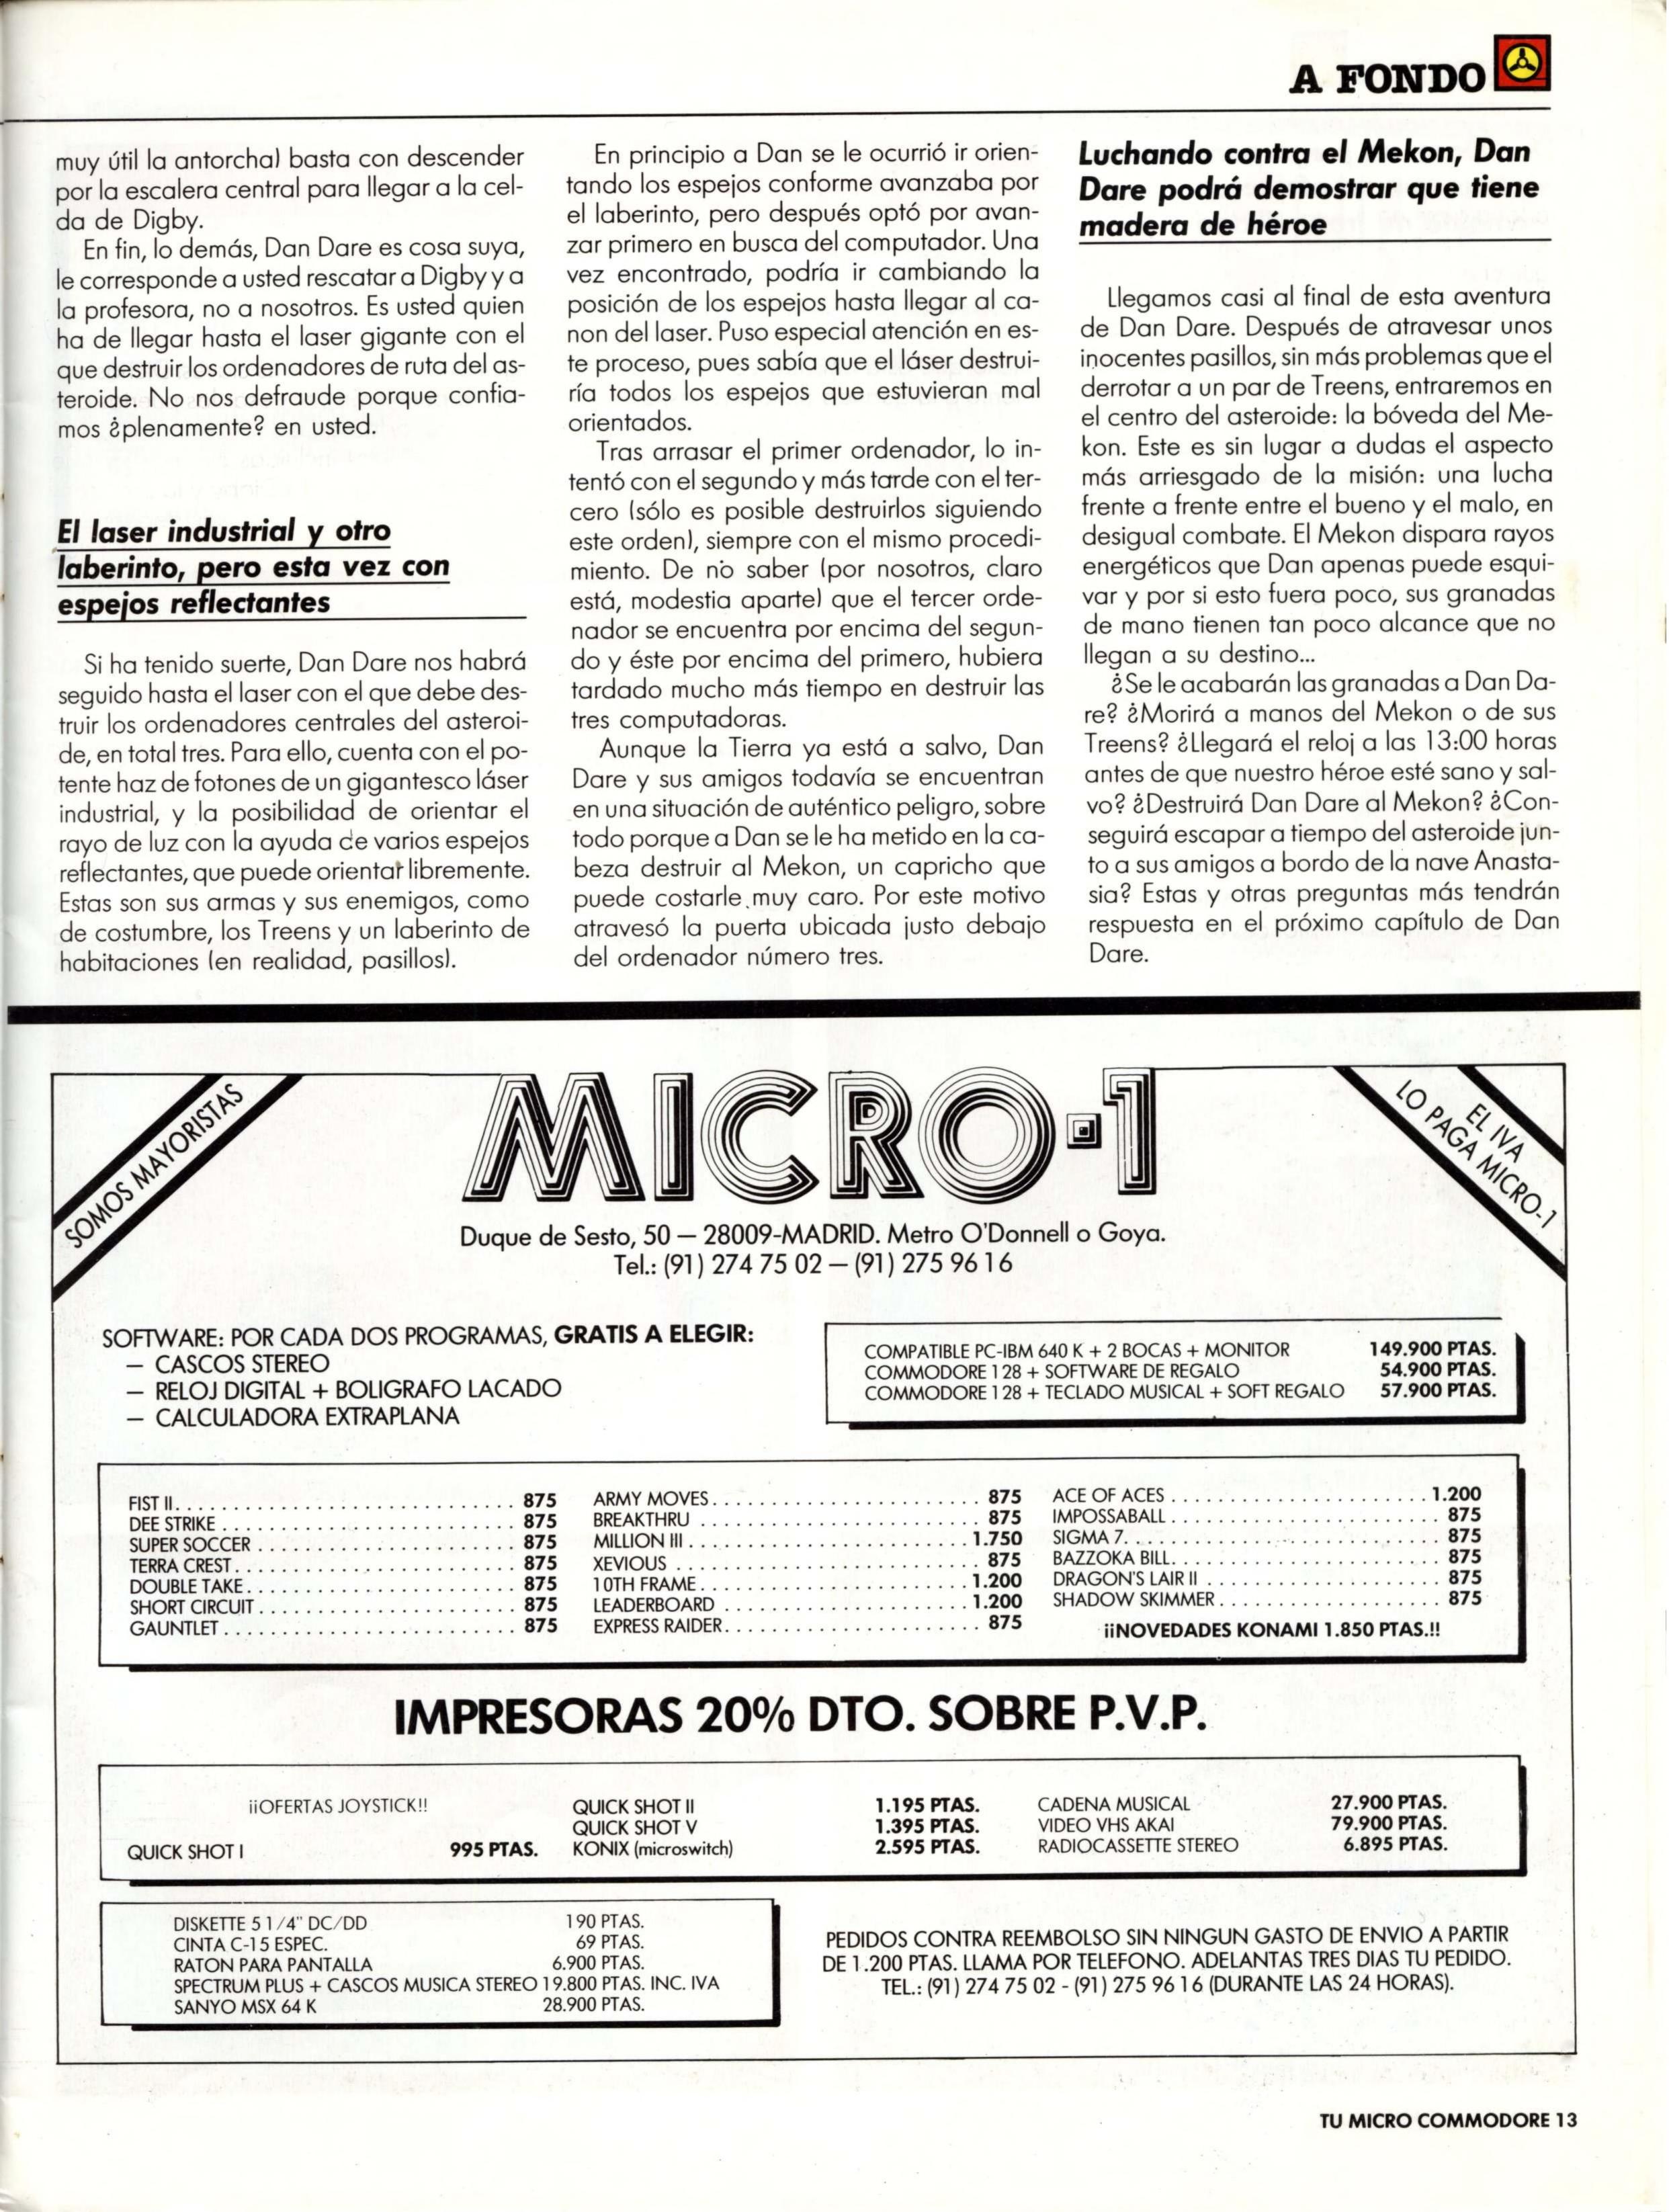 A FONDO
muy útil la antorcha) basta con descender
por la escalera central para llegar a la cel-
da de Digby.
En fin, lo demás, Dan Dare es cosa suya,
le corresponde a usted rescatar a Digby y a
la profesora, no a nosotros. Es usted quien
ha de llegar hasta el laser gigante con el
que destruir los ordenadores de ruta del as-
teroide. No nos defraude porque confia-
mos ¿plenamente? en usted.
El laser industrial y otro
laberinto, pero esta vez con
espejos reflectantes
Si ha tenido suerte, Dan Dare nos habrá
seguido hasta el laser con el que debe des-
truir los ordenadores centrales del asteroi-
de, en total tres. Para ello, cuenta con el po-
tente haz de fotones de un gigantesco láser
industrial, y la posibilidad de orientar el
rayo de luz con la ayuda de varios espejos
reflectantes, que puede orientar libremente.
Estas son sus armas y sus enemigos, como
de costumbre, los Treens y un laberinto de
habitaciones (en realidad, pasillos).
En principio a Dan se le ocurrió ir orien-
tando los espejos conforme avanzaba por
el laberinto, pero después optó por avan-
zar primero en busca del computador. Una
vez encontrado, podría ir cambiando la
posición de los espejos hasta llegar al ca-
non del laser. Puso especial atención en es-
te proceso, pues sabía que el láser destrui-
ría todos los espejos que estuvieran mal
orientados.
Tras arrasar el primer ordenador, lo in-
tentó con el segundo y más tarde con el ter-
cero (sólo es posible destruirlos siguiendo
este orden), siempre con el mismo procedi-
miento. De no saber (por nosotros, claro
está, modestia aparte) que el tercer orde-
nador se encuentra por encima del segun-
do y éste por encima del primero, hubiera
tardado mucho más tiempo en destruir las
tres computadoras.
Aunque la Tierra ya está a salvo, Dan
Dare y sus amigos todavía se encuentran
en una situación de auténtico peligro, sobre
todo porque a Dan se le ha metido en la ca-
beza destruir al Mekon, un capricho que
puede costarle muy caro. Por este motivo
atravesó la puerta ubicada justo debajo
del ordenador número tres.
Luchando contra el Mekon, Dan
Dare podrá demostrar que tiene
madera de héroe
Llegamos casi al final de esta aventura
de Dan Dare. Después de atravesar unos
inocentes pasillos, sin más problemas que el
derrotar a un par de Treens, entraremos en
el centro del asteroide: la bóveda del Me-
kon. Este es sin lugar a dudas el aspecto
más arriesgado de la misión: una lucha
frente a frente entre el bueno y el malo, en
desigual combate. El Mekon dispara rayos
energéticos que Dan apenas puede esqui-
var y por si esto fuera poco, sus granadas
de mano tienen tan poco alcance que no
llegan a su destino...
¿Se le acabarán las granadas a Dan Da-
re? ¿Morirá a manos del Mekon o de sus
Treens? ¿Llegará el reloj a las 13:00 horas
antes de que nuestro héroe esté sano y sal-
vo? ¿Destruirá Dan Dare al Mekon? ¿Con-
seguirá escapar a tiempo del asteroide jun-
to a sus amigos a bordo de la nave Anasta-
sia? Estas y otras preguntas más tendrán
respuesta en el próximo capítulo de Dan
Dare.
SOMOS MAYORISTAS
MICRO-1
EL IVA
LO PAGA MICRO-1
Duque de Sesto, 50 — 28009-MADRID. Metro O'Donnell o Goya.
Tel.: (91) 274 75 02 — (91) 275 96 16
SOFTWARE: POR CADA DOS PROGRAMAS, GRATIS A ELEGIR:
— CASCOS STEREO
— RELOJ DIGITAL + BOLIGRAFO LACADO
— CALCULADORA EXTRAPLANA
COMPATIBLE PC-IBM 640 K + 2 BOCAS + MONITOR 149.900 PTAS.
COMMODORE 128 + SOFTWARE DE REGALO 54.900 PTAS.
COMMODORE 128 + TECLADO MUSICAL + SOFT REGALO 57.900 PTAS.
FIST II 875
DEE STRIKE 875
SUPER SOCCER 875
TERRA CREST 875
DOUBLE TAKE 875
SHORT CIRCUIT 875
GAUNTLET 875
ARMY MOVES 875
BREAKTHRU 875
MILLION III 1.750
XEVIOUS 875
10TH FRAME 1.200
LEADERBOARD 1.200
EXPRESS RAIDER 875
ACE OF ACES 1.200
IMPOSSABALL 875
SIGMA 7 875
BAZZOKA BILL 875
DRAGON'S LAIR II 875
SHADOW SKIMMER 875
¡¡NOVEDADES KONAMI 1.850 PTAS.!!
IMPRESORAS 20% DTO. SOBRE P.V.P.
¡¡OFERTAS JOYSTICK!!
QUICK SHOT I 995 PTAS.
QUICK SHOT II 1.195 PTAS.
QUICK SHOT V 1.395 PTAS.
KONIX (microswitch) 2.595 PTAS.
CADENA MUSICAL 27.900 PTAS.
VIDEO VHS AKAI 79.900 PTAS.
RADIOCASSETTE STEREO 6.895 PTAS.
DISKETTE 5 1/4" DC/DD 190 PTAS.
CINTA C-15 ESPEC. 69 PTAS.
RATON PARA PANTALLA 6.900 PTAS.
SPECTRUM PLUS + CASCOS MUSICA STEREO 19.800 PTAS. INC. IVA
SANYO MSX 64 K 28.900 PTAS.
PEDIDOS CONTRA REEMBOLSO SIN NINGUN GASTO DE ENVIO A PARTIR
DE 1.200 PTAS. LLAMA POR TELEFONO. ADELANTAS TRES DIAS TU PEDIDO.
TEL.: (91) 274 75 02 - (91) 275 96 16 (DURANTE LAS 24 HORAS).
TU MICRO COMMODORE 13